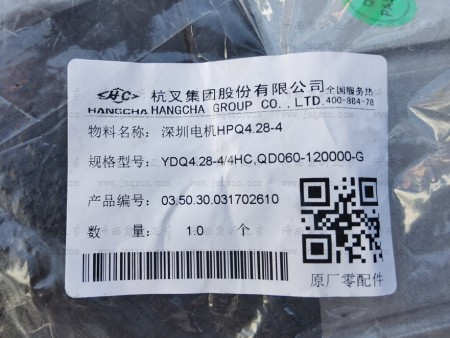 杭叉集团股份有限公司 全国服务热
HANGCHA HANGCHA GROUP CO.,LTD. 400-884-78
物料名称: 深圳电机HPQ4.28-4
规格型号: YDQ4.28-4/4HC,QD060-120000-G
产品编号: 03.50.30.031702610
数 量: 1.0 个
原厂零配件